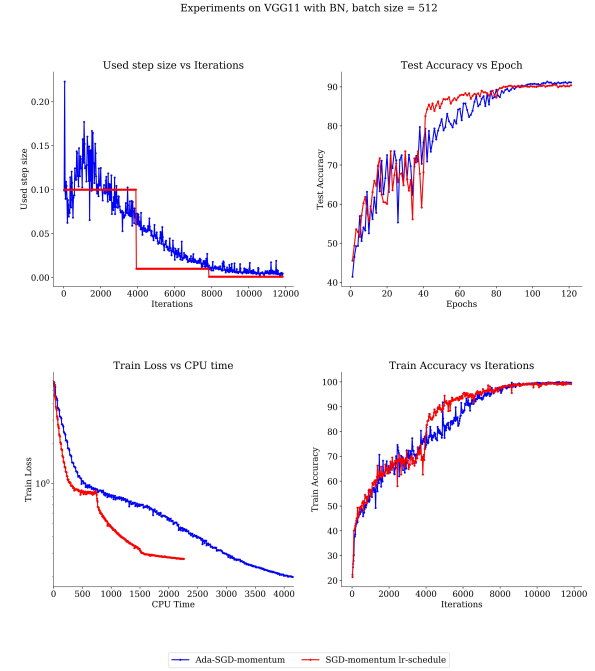 Experiments on VGG11 with BN, batch size = 512
Used step size vs Iterations
Used step size
0.20
0.15
0.10
0.05
0.00
0 2000 4000 6000 8000 10000 12000
Iterations
Test Accuracy vs Epoch
Test Accuracy
90
80
70
60
50
40
0 20 40 60 80 100 120
Epochs
Train Loss vs CPU time
Train Loss
10⁰
0 500 1000 1500 2000 2500 3000 3500 4000
CPU Time
Train Accuracy vs Iterations
Train Accuracy
100
90
80
70
60
50
40
30
20
0 2000 4000 6000 8000 10000 12000
Iterations
Ada-SGD-momentum SGD-momentum lr-schedule